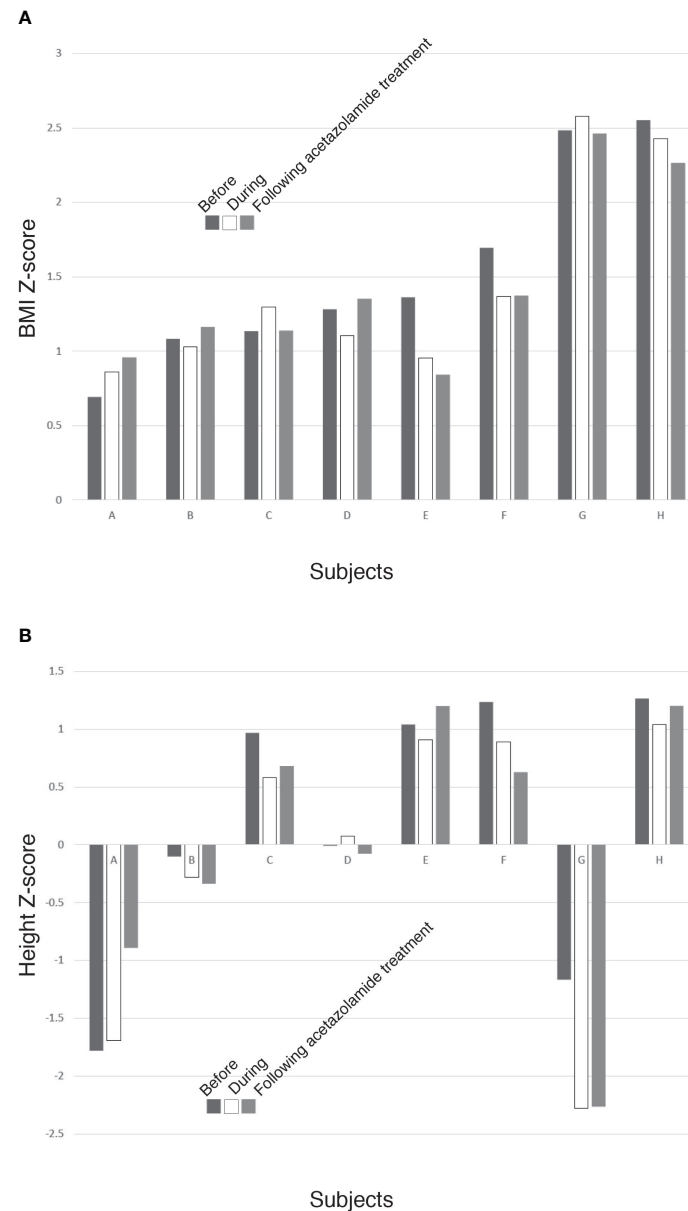 A
3
2.5
2
1.5
1
0.5
0
BMI Z-score
Before
During
Following acetazolamide treatment
A B C D E F G H
Subjects
B
1.5
1
0.5
0
-0.5
-1
-1.5
-2
-2.5
Height Z-score
A B C D E F G H
Before
During
Following acetazolamide treatment
Subjects